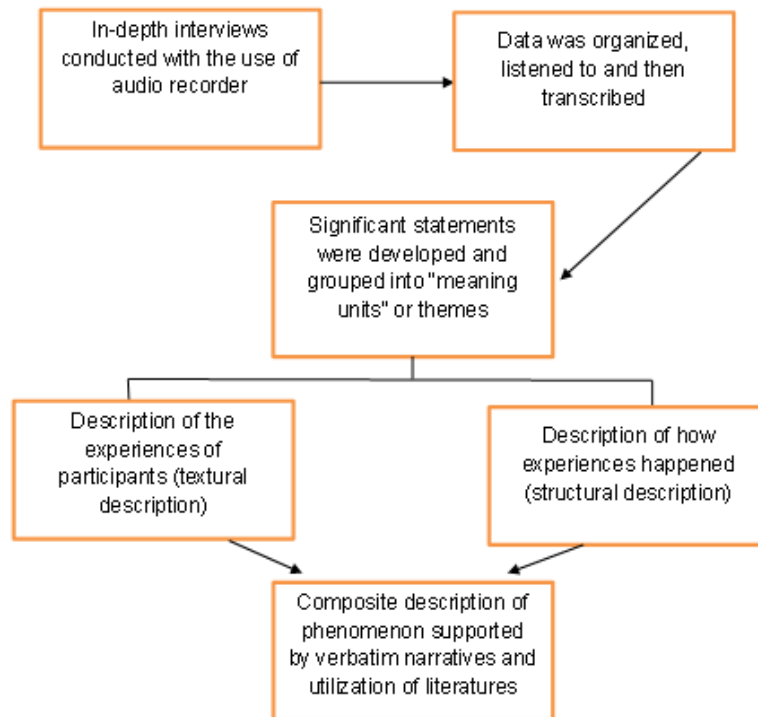 In-depth interviews
conducted with the use of
audio recorder
Data was organized,
listened to and then
transcribed
Significant statements
were developed and
grouped into "meaning
units" or themes
Description of the
experiences of
participants (textural
description)
Description of how
experiences happened
(structural description)
Composite description of
phenomenon supported
by verbatim narratives and
utilization of literatures